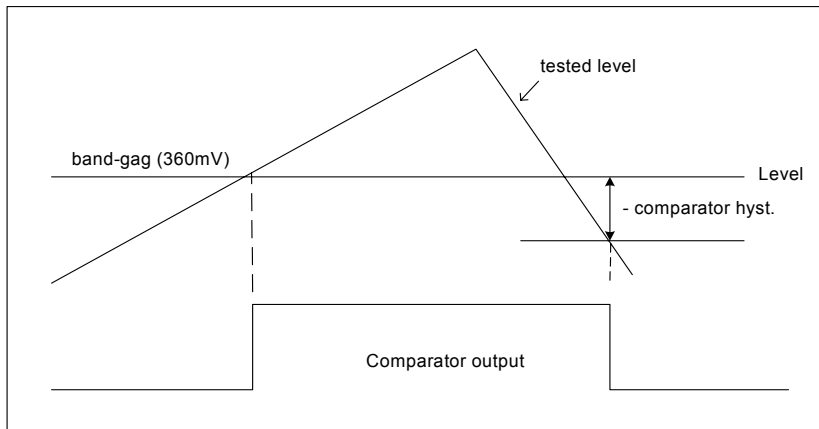 tested level
band-gag (360mV)
Level
- comparator hyst.
Comparator output